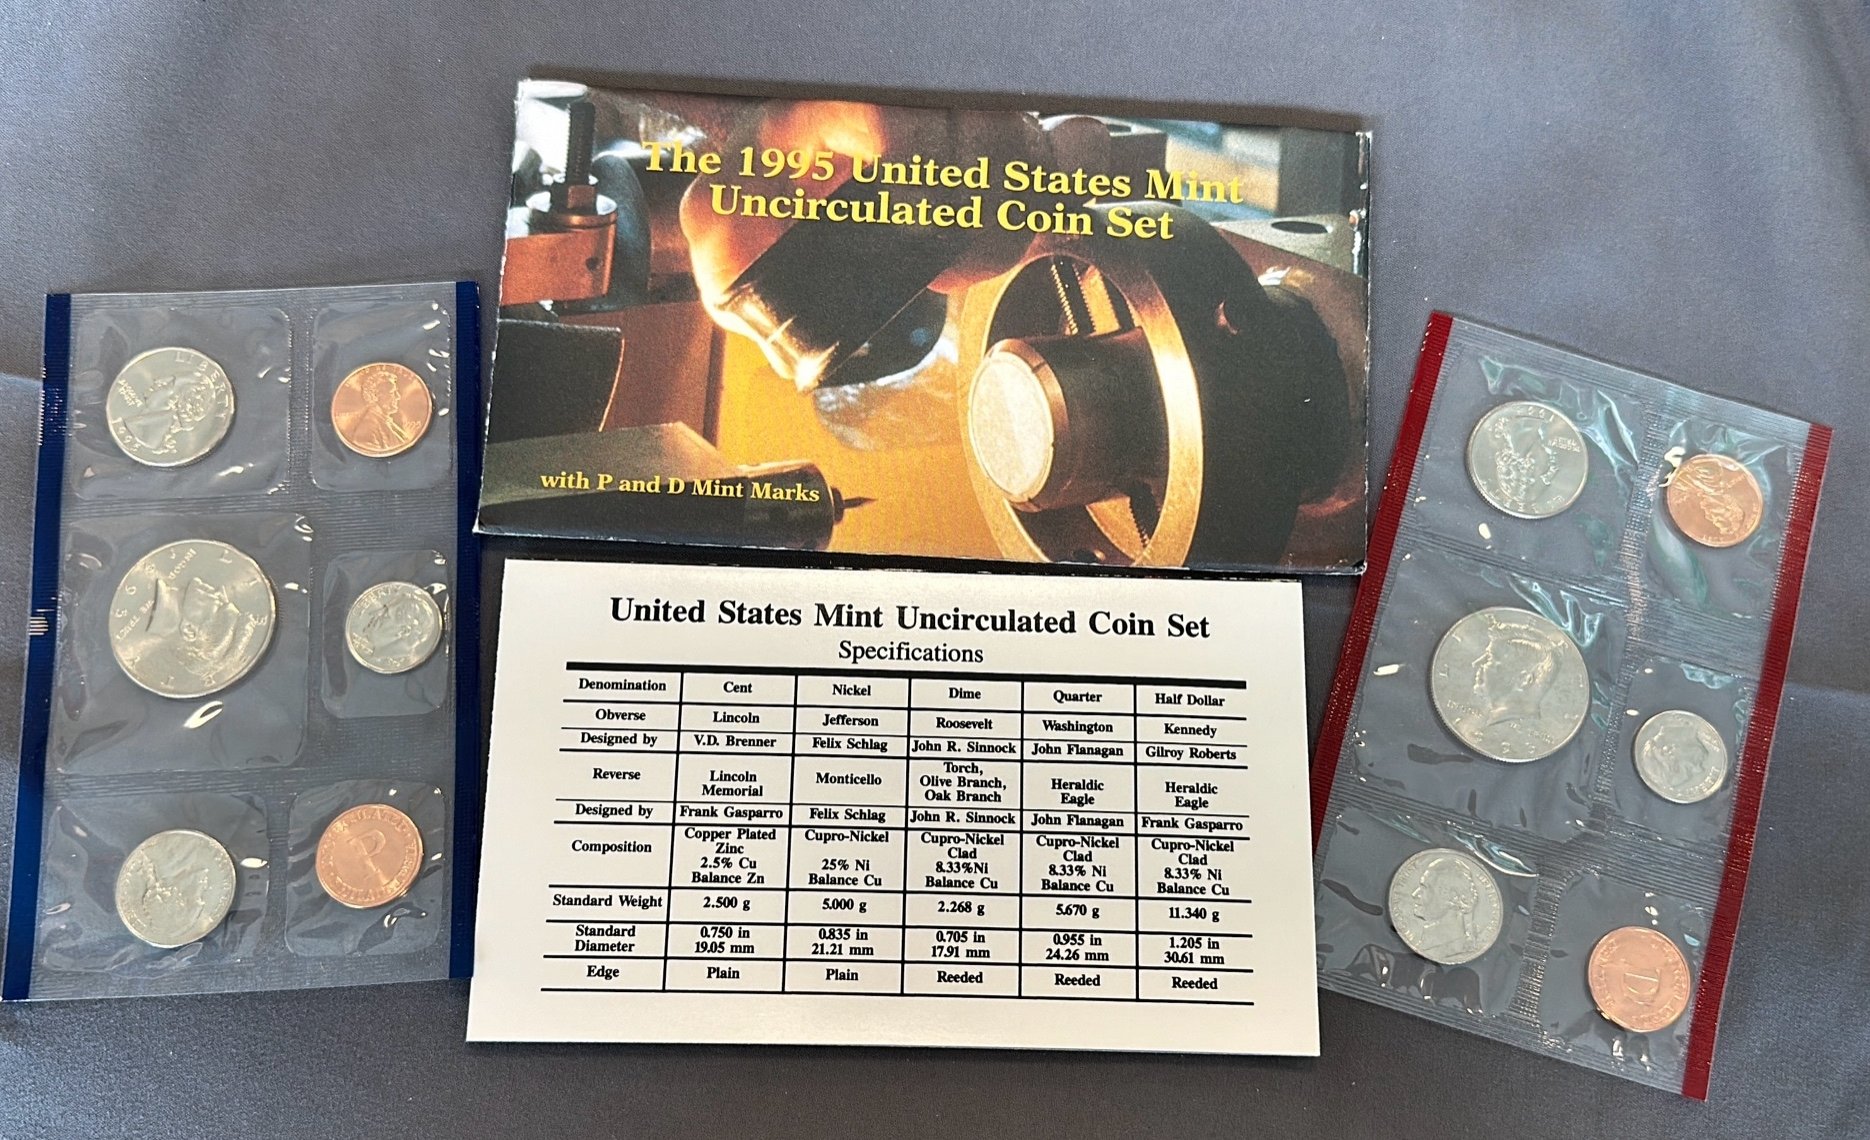 The 1995 United States Mint
Uncirculated Coin Set
with P and D Mint Marks
United States Mint Uncirculated Coin Set
Specifications
Denomination Cent Nickel Dime Quarter Half Dollar
Obverse Lincoln Jefferson Roosevelt Washington Kennedy
Designed by V.D. Brenner Felix Schlag John R. Sinnock John Flanagan Gilroy Roberts
Reverse Lincoln Memorial Monticello Torch, Olive Branch, Oak Branch Heraldic Eagle Heraldic Eagle
Designed by Frank Gasparro Felix Schlag John R. Sinnock John Flanagan Frank Gasparro
Composition Copper Plated Zinc 2.5% Cu Balance Zn Cupro-Nickel 25% Ni Balance Cu Cupro-Nickel Clad 8.33%Ni Balance Cu Cupro-Nickel Clad 8.33% Ni Balance Cu Cupro-Nickel Clad 8.33% Ni Balance Cu
Standard Weight 2.500 g 5.000 g 2.268 g 5.670 g 11.340 g
Standard Diameter 0.750 in 19.05 mm 0.835 in 21.21 mm 0.705 in 17.91 mm 0.955 in 24.26 mm 1.205 in 30.61 mm
Edge Plain Plain Reeded Reeded Reeded
LIBERTY
1995
P
D